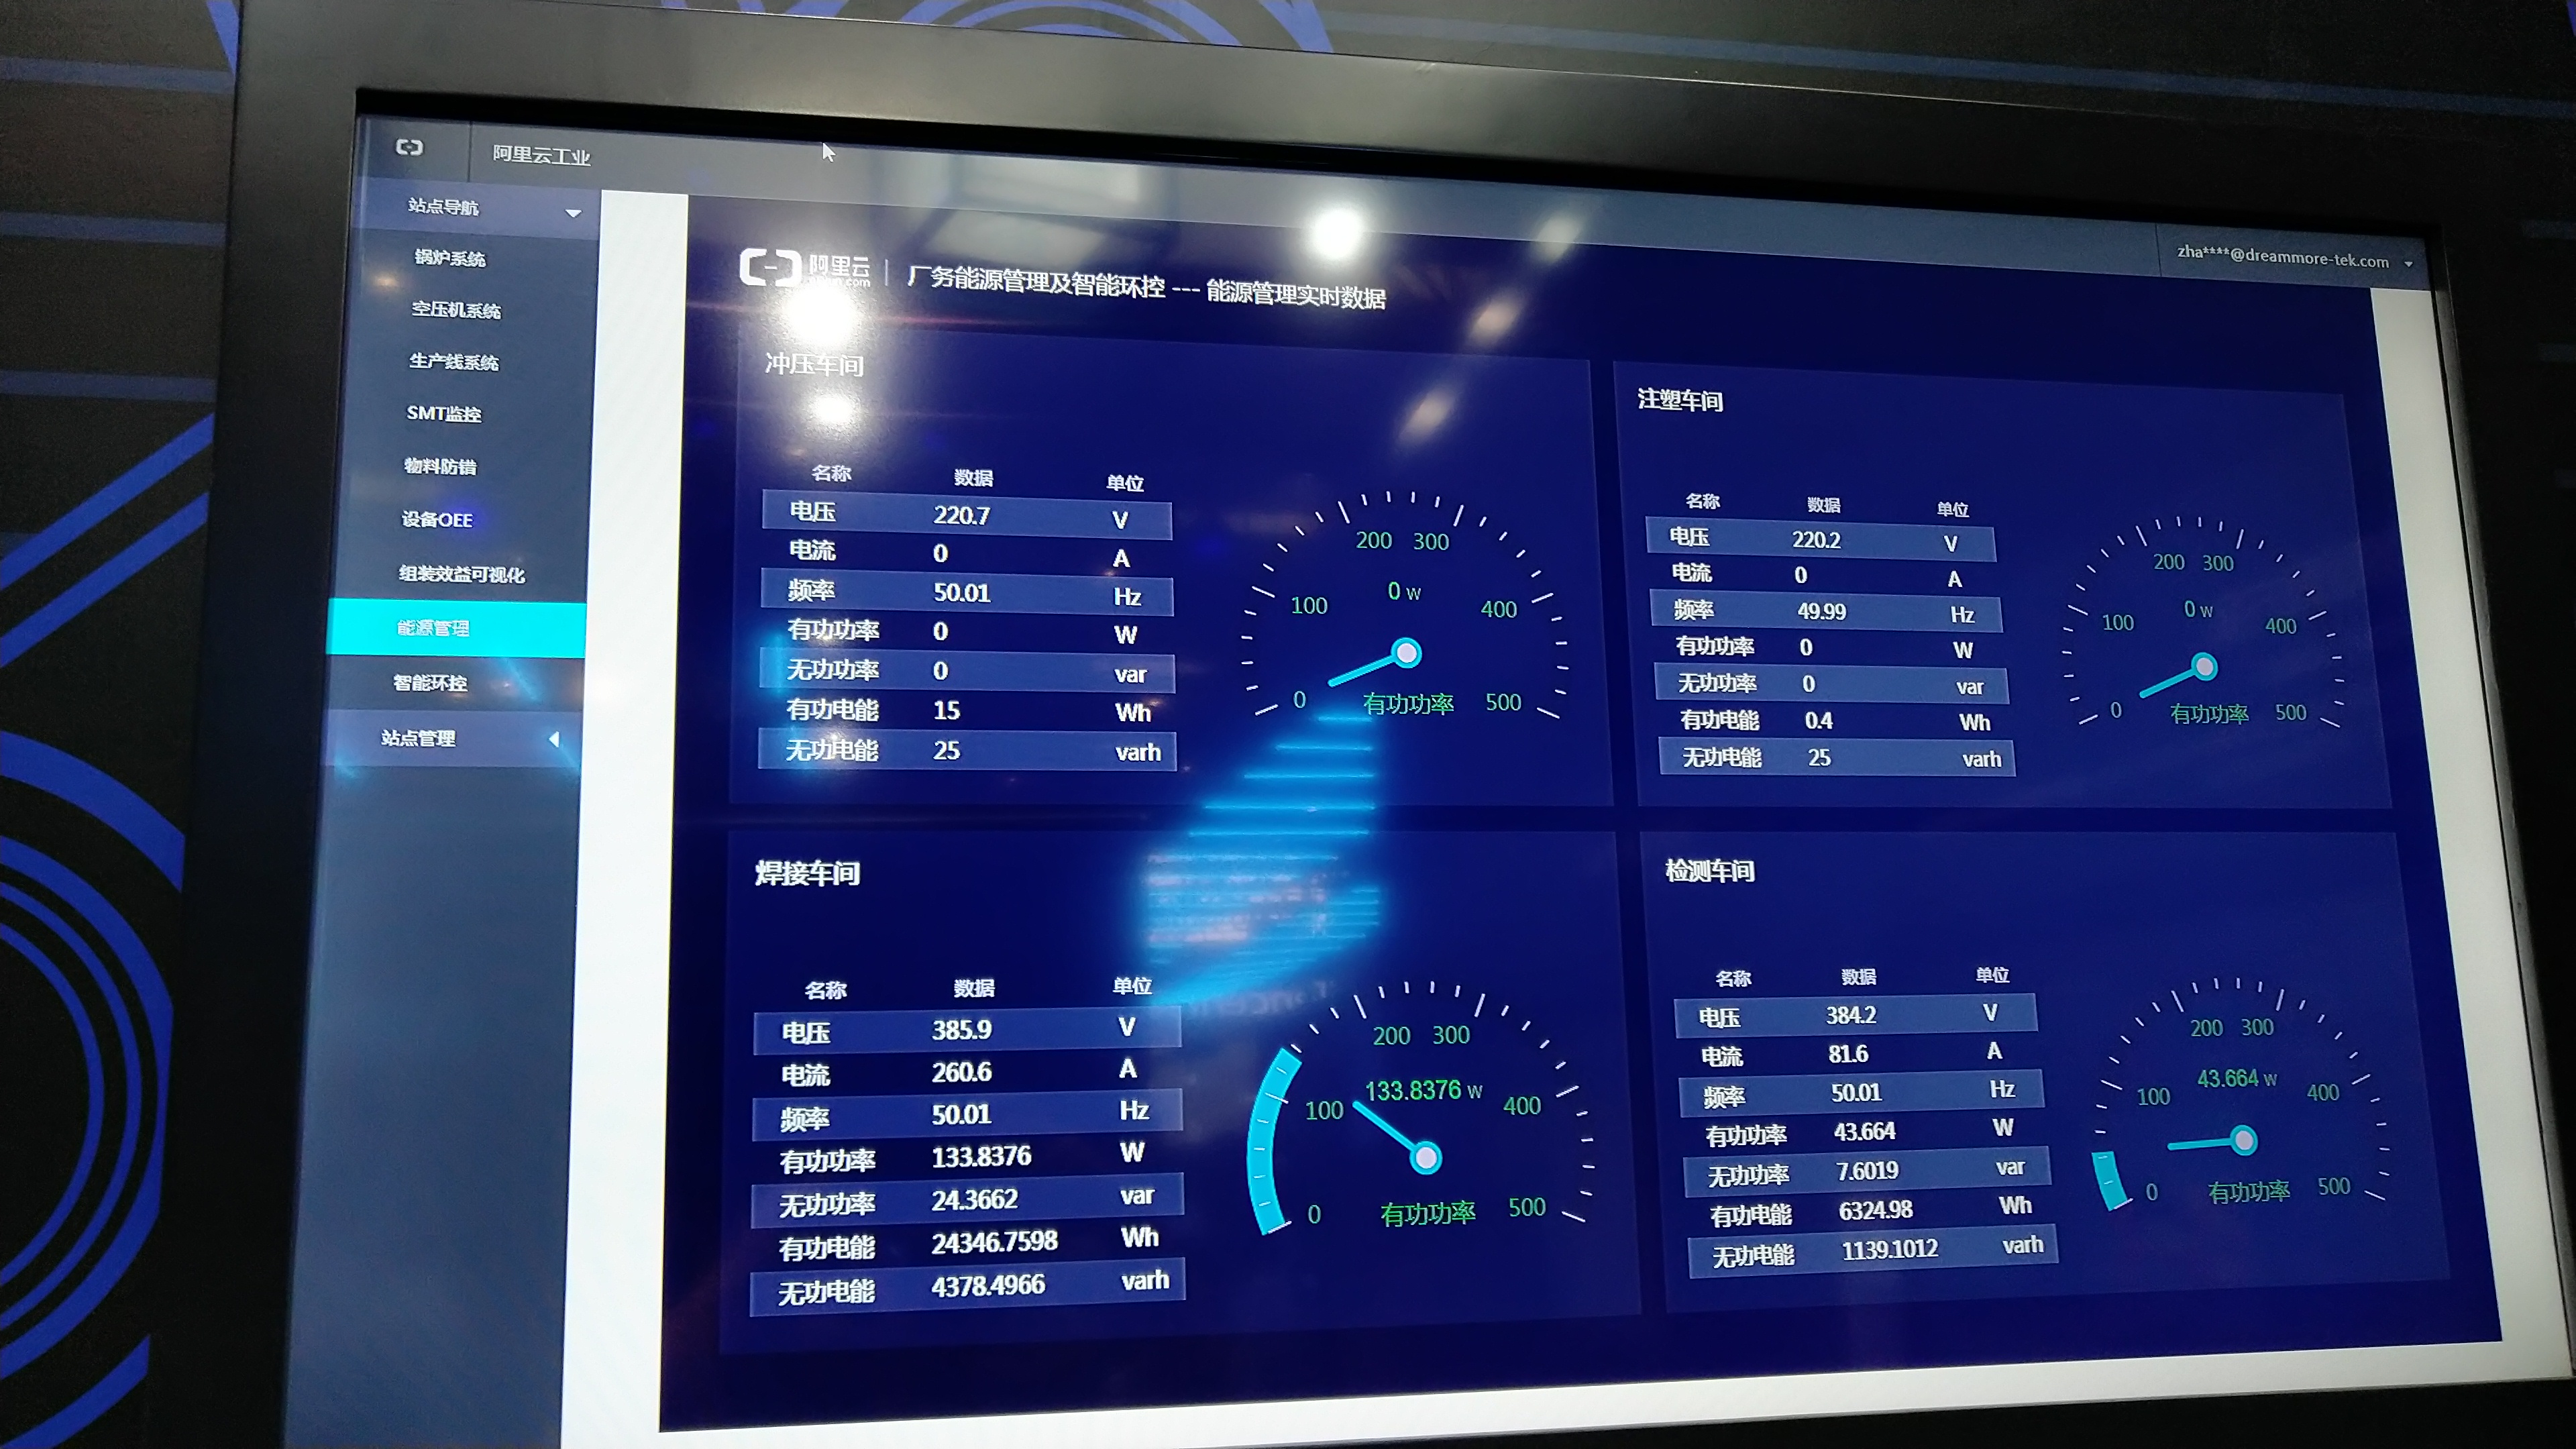 阿里云工业
zha****@dreammore-tek.com
站点导航
锅炉系统
空压机系统
生产线系统
SMT监控
物料防错
设备OEE
组装效益可视化
能源管理
智能环控
站点管理
阿里云 | 厂务能源管理及智能环控 --- 能源管理实时数据
冲压车间
名称 数据 单位
电压 220.7 V
电流 0 A
频率 50.01 Hz
有功功率 0 W
无功功率 0 var
有功电能 15 Wh
无功电能 25 varh
200 300
0 W
100 400
0 有功功率 500
注塑车间
名称 数据 单位
电压 220.2 V
电流 0 A
频率 49.99 Hz
有功功率 0 W
无功功率 0 var
有功电能 0.4 Wh
无功电能 25 varh
200 300
0 W
100 400
0 有功功率 500
焊接车间
名称 数据 单位
电压 385.9 V
电流 260.6 A
频率 50.01 Hz
有功功率 133.8376 W
无功功率 24.3662 var
有功电能 24346.7598 Wh
无功电能 4378.4966 varh
200 300
133.8376 W
100 400
0 有功功率 500
检测车间
名称 数据 单位
电压 384.2 V
电流 81.6 A
频率 50.01 Hz
有功功率 43.664 W
无功功率 7.6019 var
有功电能 6324.98 Wh
无功电能 1139.1012 varh
200 300
43.664 W
100 400
0 有功功率 500